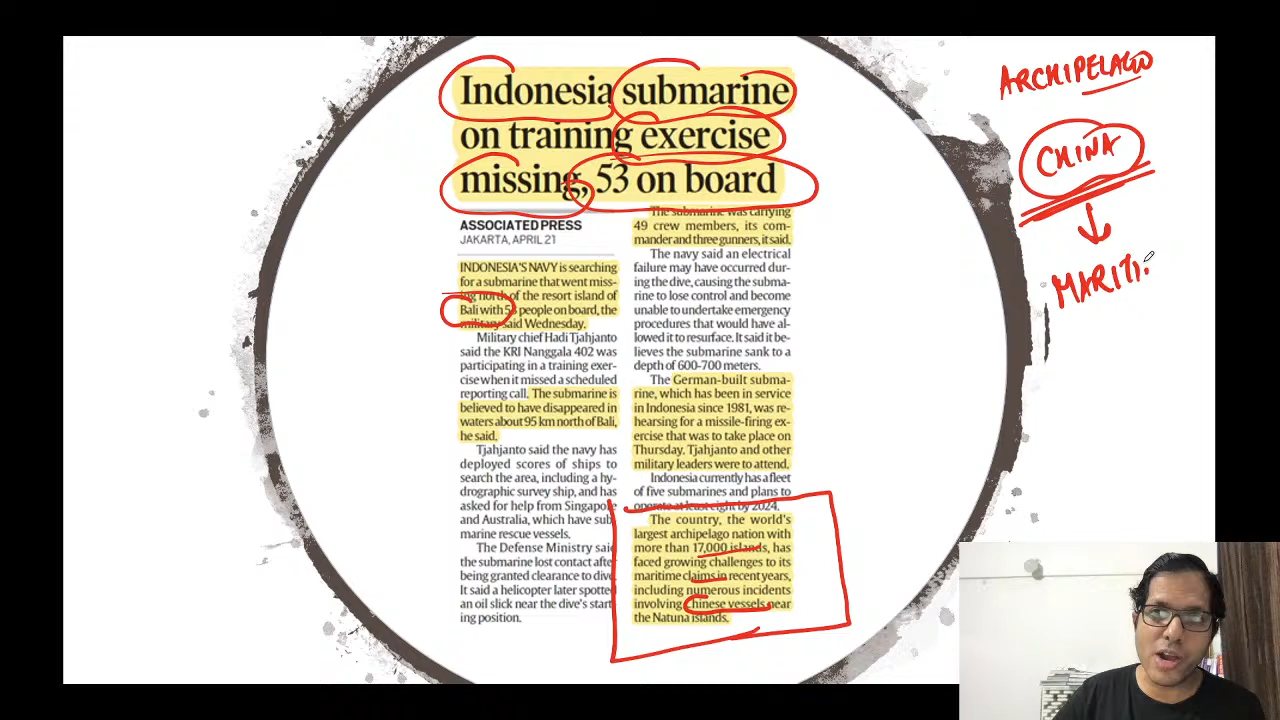 Indonesia submarine
on training exercise
missing, 53 on board
ASSOCIATED PRESS
JAKARTA, APRIL 21
INDONESIA'S NAVY is searching
for a submarine that went miss-
ing north of the resort island of
Bali with 53 people on board, the
military said Wednesday.
Military chief Hadi Tjahjanto
said the KRI Nanggala 402 was
participating in a training exer-
cise when it missed a scheduled
reporting call. The submarine is
believed to have disappeared in
waters about 95 km north of Bali,
he said.
Tjahjanto said the navy has
deployed scores of ships to
search the area, including a hy-
drographic survey ship, and has
asked for help from Singapore
and Australia, which have sub-
marine rescue vessels.
The Defense Ministry said
the submarine lost contact after
being granted clearance to dive.
It said a helicopter later spotted
an oil slick near the dive's start-
ing position.
The submarine was carrying
49 crew members, its com-
mander and three gunners, it said.
The navy said an electrical
failure may have occurred dur-
ing the dive, causing the subma-
rine to lose control and become
unable to undertake emergency
procedures that would have al-
lowed it to resurface. It said it be-
lieves the submarine sank to a
depth of 600-700 meters.
The German-built subma-
rine, which has been in service
in Indonesia since 1981, was re-
hearsing for a missile-firing ex-
ercise that was to take place on
Thursday. Tjahjanto and other
military leaders were to attend.
Indonesia currently has a fleet
of five submarines and plans to
operate at least eight by 2024.
The country, the world's
largest archipelago nation with
more than 17,000 islands, has
faced growing challenges to its
maritime claims in recent years,
including numerous incidents
involving Chinese vessels near
the Natuna islands.
ARCHIPELAGO
CHINA
MARITI